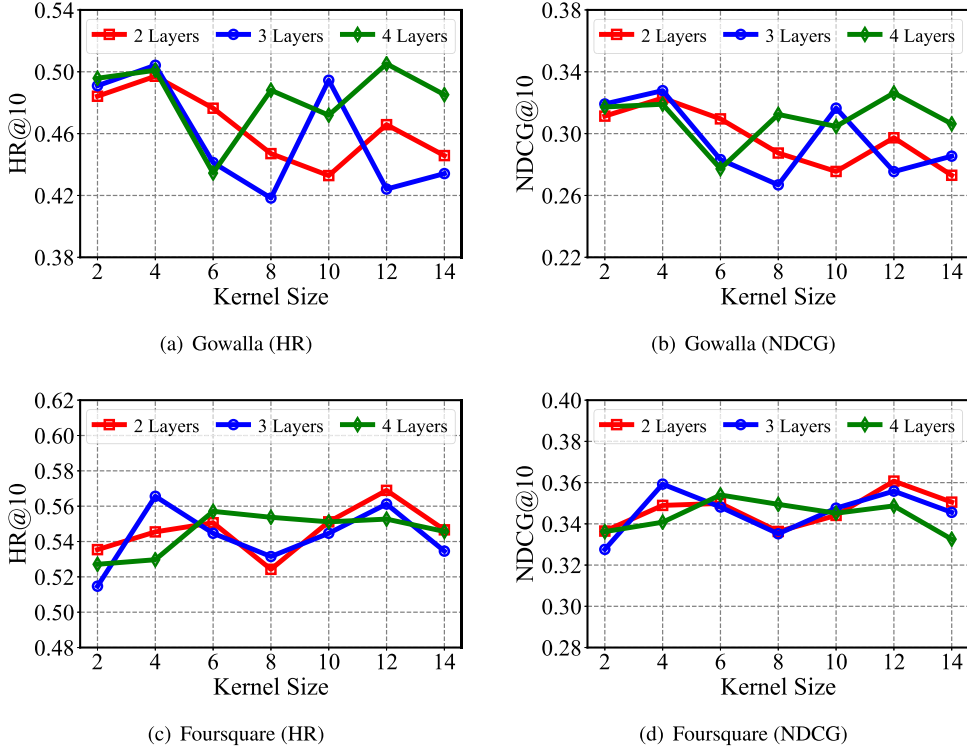 0.54
0.50
0.46
0.42
0.38
HR@10
2 Layers 3 Layers 4 Layers
2 4 6 8 10 12 14
Kernel Size
(a) Gowalla (HR)
0.38
0.34
0.30
0.26
0.22
NDCG@10
2 Layers 3 Layers 4 Layers
2 4 6 8 10 12 14
Kernel Size
(b) Gowalla (NDCG)
0.62
0.60
0.58
0.56
0.54
0.52
0.50
0.48
HR@10
2 Layers 3 Layers 4 Layers
2 4 6 8 10 12 14
Kernel Size
(c) Foursquare (HR)
0.40
0.38
0.36
0.34
0.32
0.30
0.28
NDCG@10
2 Layers 3 Layers 4 Layers
2 4 6 8 10 12 14
Kernel Size
(d) Foursquare (NDCG)